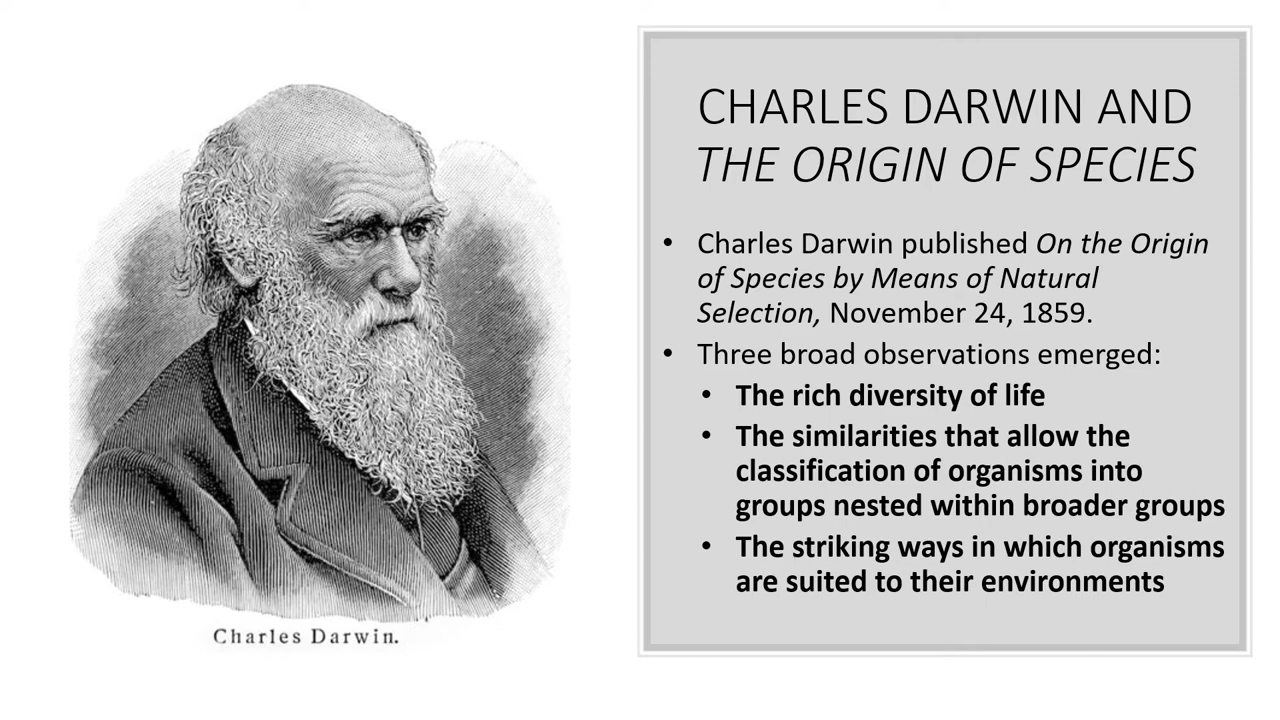 CHARLES DARWIN AND
THE ORIGIN OF SPECIES
• Charles Darwin published On the Origin
of Species by Means of Natural
Selection, November 24, 1859.
• Three broad observations emerged:
• The rich diversity of life
• The similarities that allow the
classification of organisms into
groups nested within broader groups
• The striking ways in which organisms
are suited to their environments
Charles Darwin.